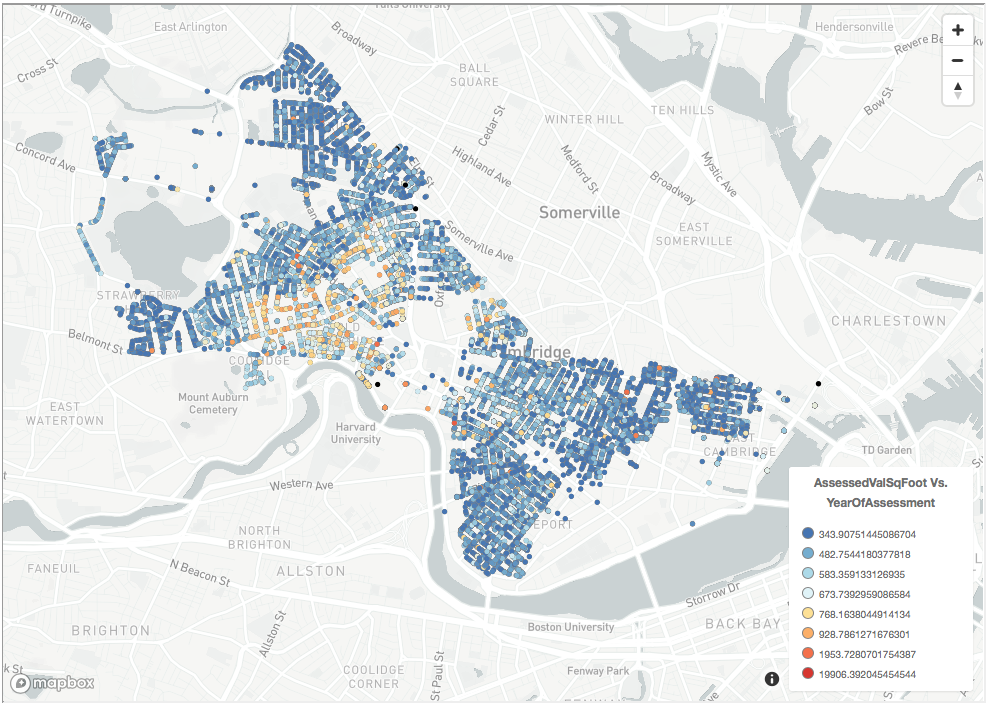 rd Turnpike
East Arlington
Broadway
Tufts University
Hendersonville
Revere Be
Cross St
BALL
SQUARE
Bow St
TEN HILLS
Cedar St
WINTER HILL
Concord Ave
Highland Ave
Medford St
Mystic Ave
Broadway
Somerville
Somerville Ave
EAST
SOMERVILLE
STRAWBERRY
CHARLESTOWN
Belmont St
Cambridge
COOLIDGE
Mount Auburn
Cemetery
EAST
WATERTOWN
Harvard
University
EAST
CAMBRIDGE
TD Garden
Western Ave
EPORT
NORTH
BRIGHTON
FANEUIL
N Beacon St
ALLSTON
Storrow Dr
BACK BAY
Boston University
BRIGHTON
Allston St
St Paul St
COOLIDGE
CORNER
Fenway Park
k St
mapbox
AssessedValSqFoot Vs.
YearOfAssessment
343.90751445086704
482.7544180377818
583.359133126935
673.7392959086584
768.1638044914134
928.7861271676301
1953.7280701754387
19906.392045454544